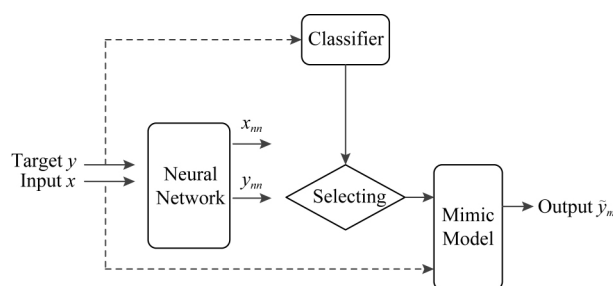 Classifier
x_nn
Target y
Input x
Neural
Network
y_nn
Selecting
Mimic
Model
Output ỹ_m